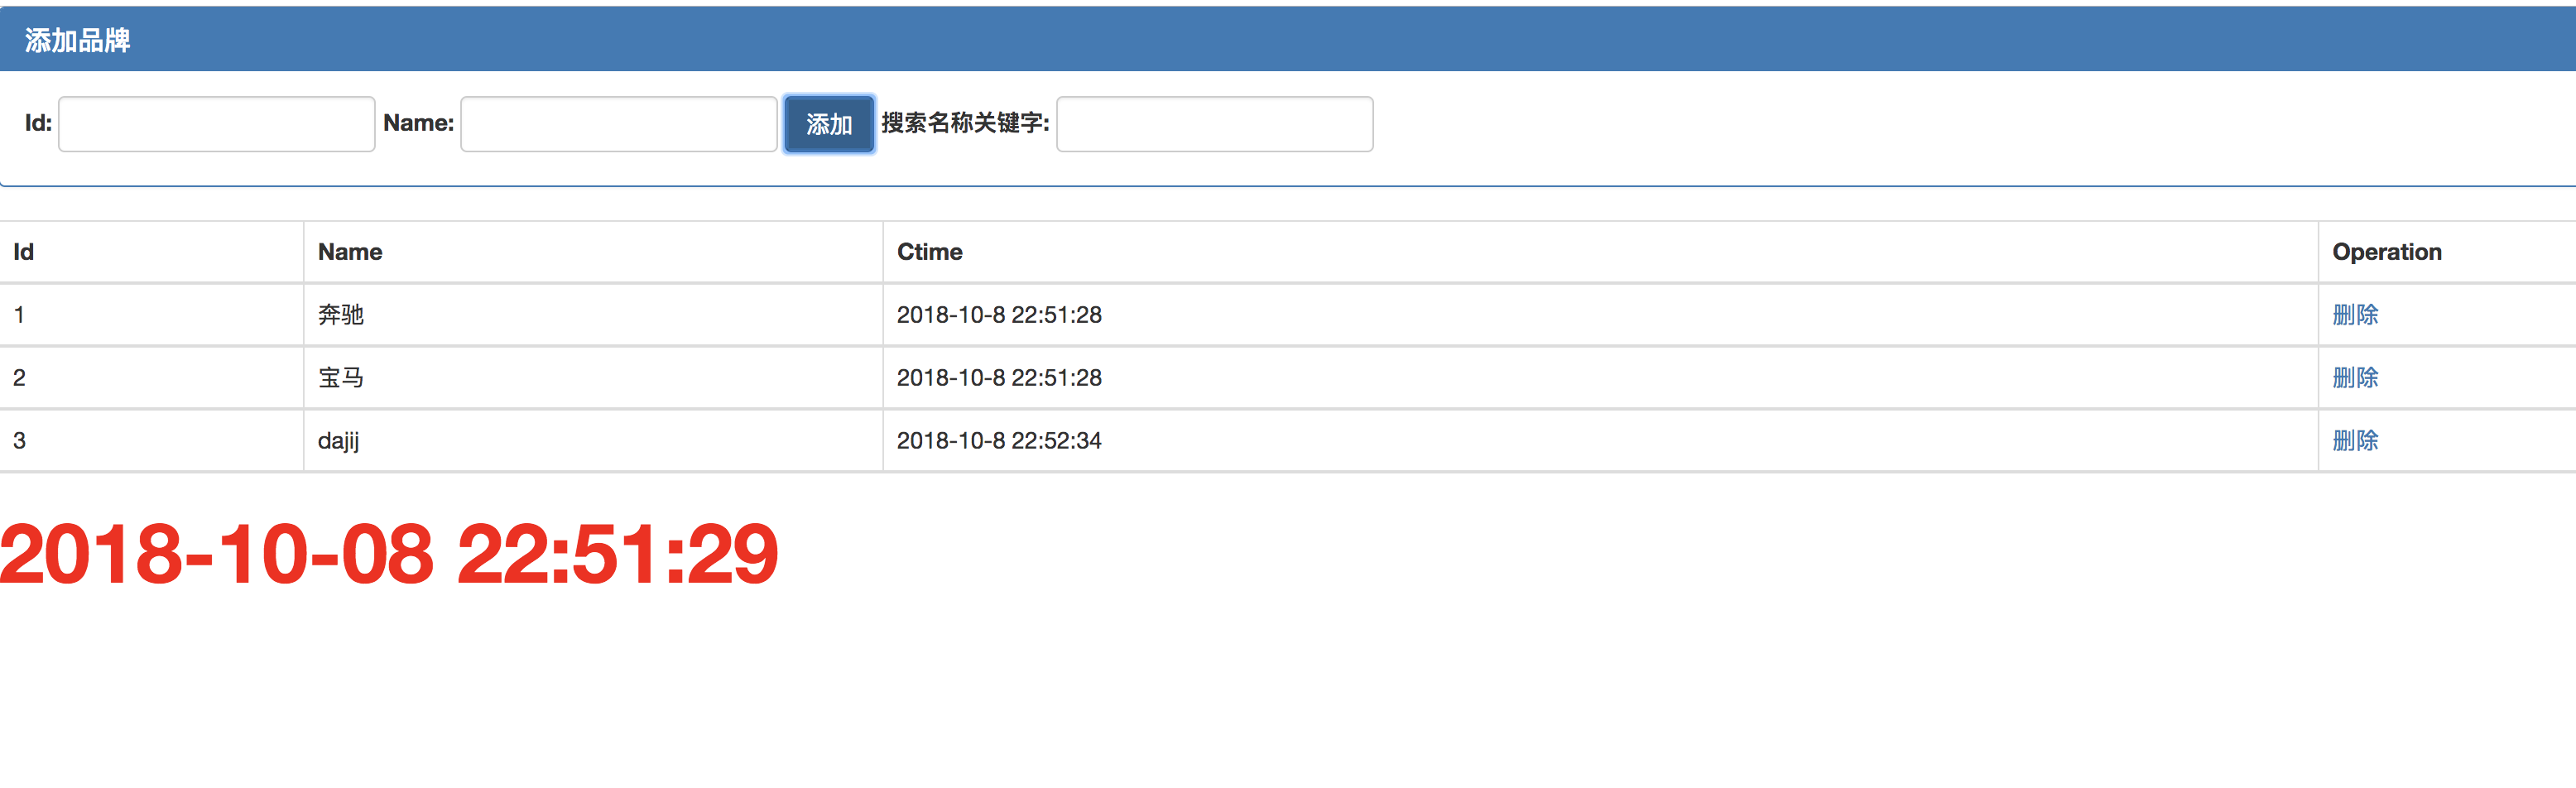 添加品牌
Id: Name: 添加 搜索名称关键字:
Id Name Ctime Operation
1 奔驰 2018-10-8 22:51:28 删除
2 宝马 2018-10-8 22:51:28 删除
3 dajij 2018-10-8 22:52:34 删除
2018-10-08 22:51:29